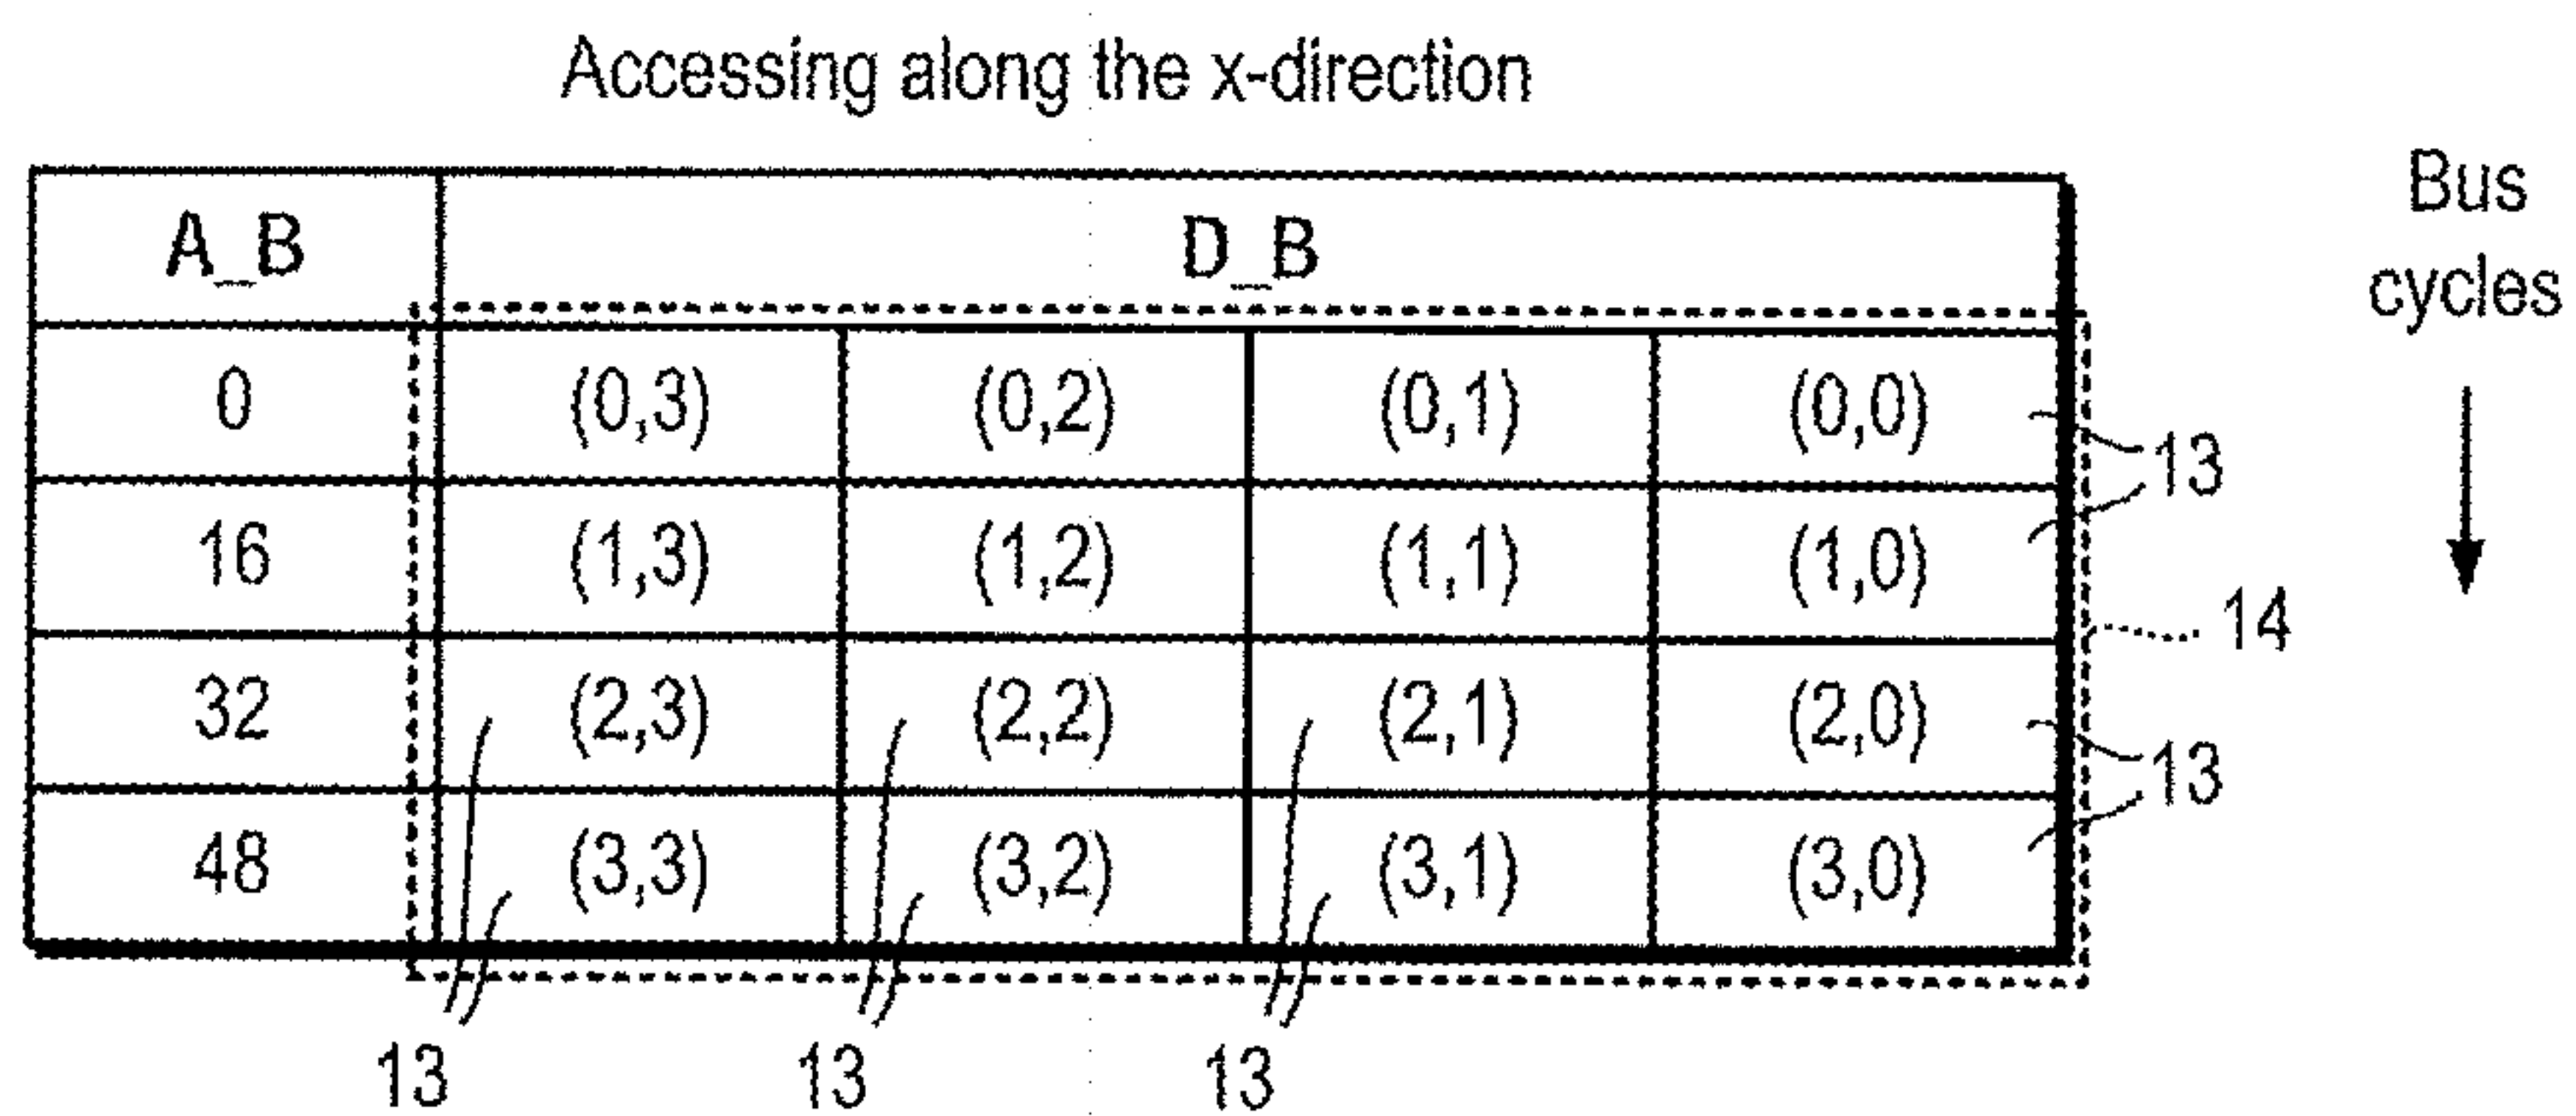 Accessing along the x-direction
A_B D_B
Bus
cycles
0 (0,3) (0,2) (0,1) (0,0)
13
16 (1,3) (1,2) (1,1) (1,0)
14
32 (2,3) (2,2) (2,1) (2,0)
13
48 (3,3) (3,2) (3,1) (3,0)
13 13 13